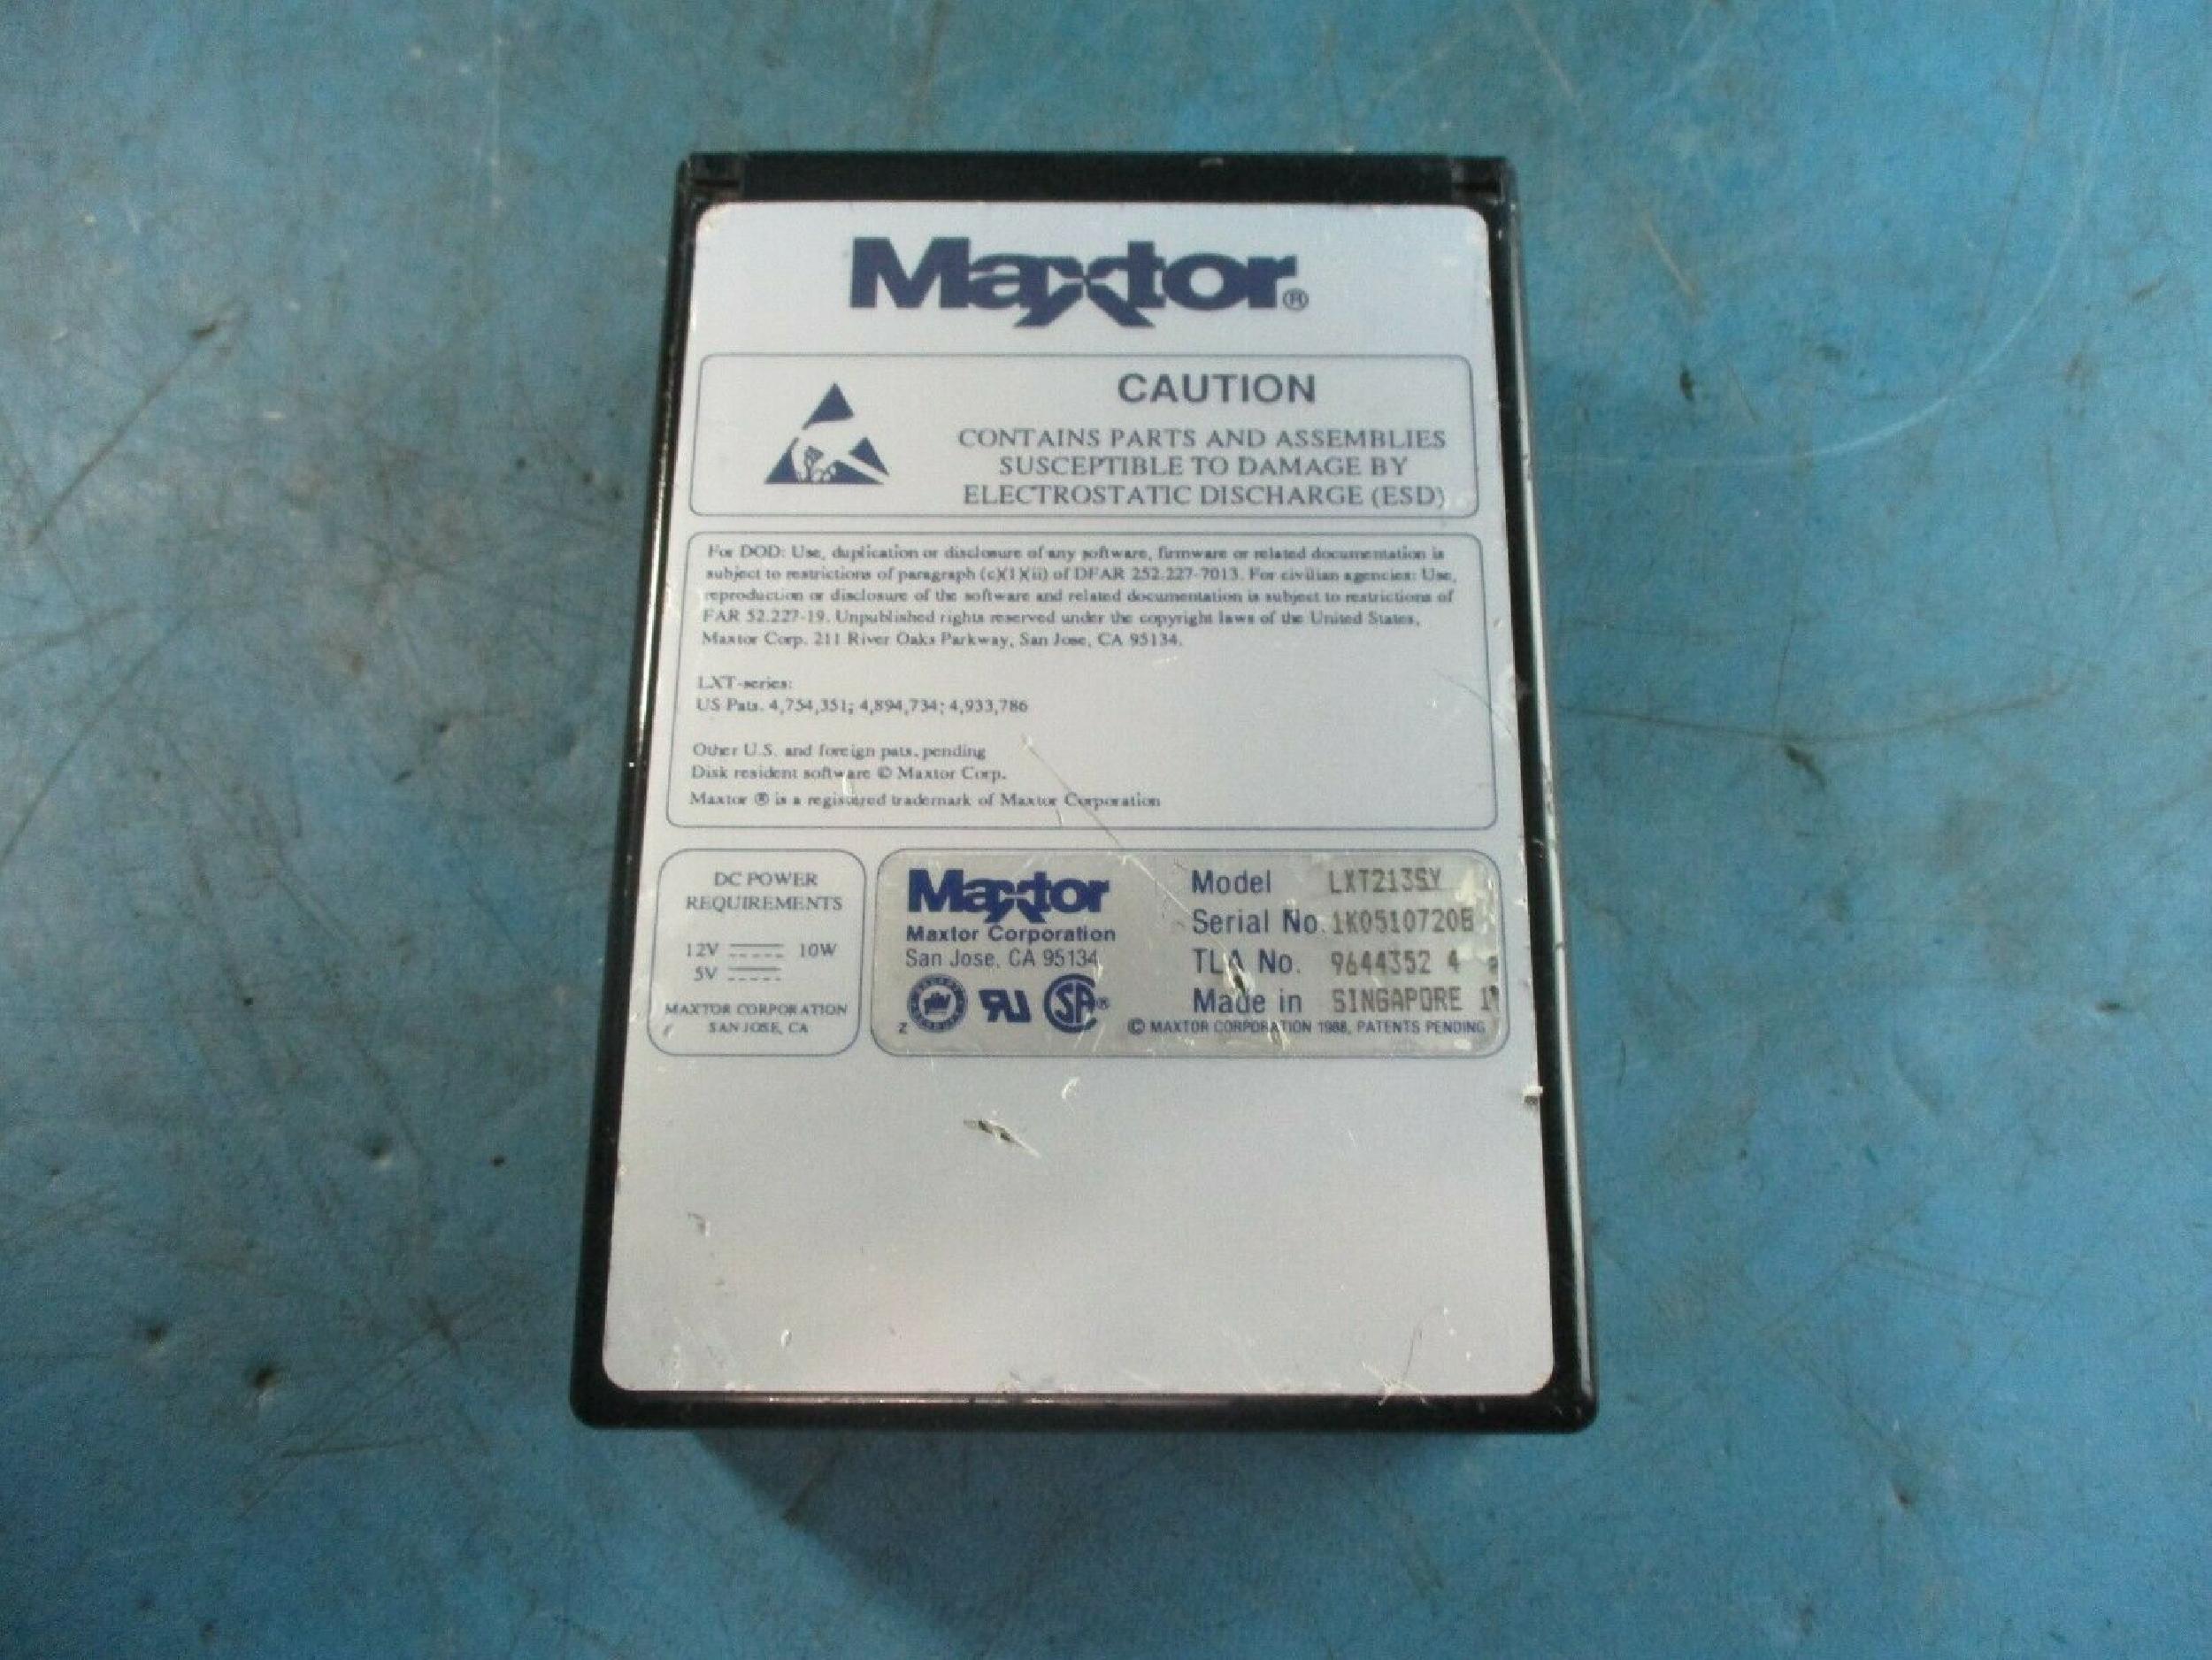 Maxtor®
CAUTION
CONTAINS PARTS AND ASSEMBLIES
SUSCEPTIBLE TO DAMAGE BY
ELECTROSTATIC DISCHARGE (ESD)
For DOD: Use, duplication or disclosure of any software, firmware or related documentation is
subject to restrictions of paragraph (c)(1)(ii) of DFAR 252.227-7013. For civilian agencies: Use,
reproduction or disclosure of the software and related documentation is subject to restrictions of
FAR 52.227-19. Unpublished rights reserved under the copyright laws of the United States,
Maxtor Corp. 211 River Oaks Parkway, San Jose, CA 95134.
LXT-series:
US Pats. 4,754,351; 4,894,734; 4,933,786
Other U.S. and foreign pats. pending
Disk resident software © Maxtor Corp.
Maxtor ® is a registered trademark of Maxtor Corporation
DC POWER
REQUIREMENTS
12V 10W
5V
MAXTOR CORPORATION
SAN JOSE, CA
Maxtor
Maxtor Corporation
San Jose, CA 95134
Z
Model LXT213SY
Serial No. 1K0510720B
TLA No. 9644352 4
Made in SINGAPORE 1
© MAXTOR CORPORATION 1988, PATENTS PENDING